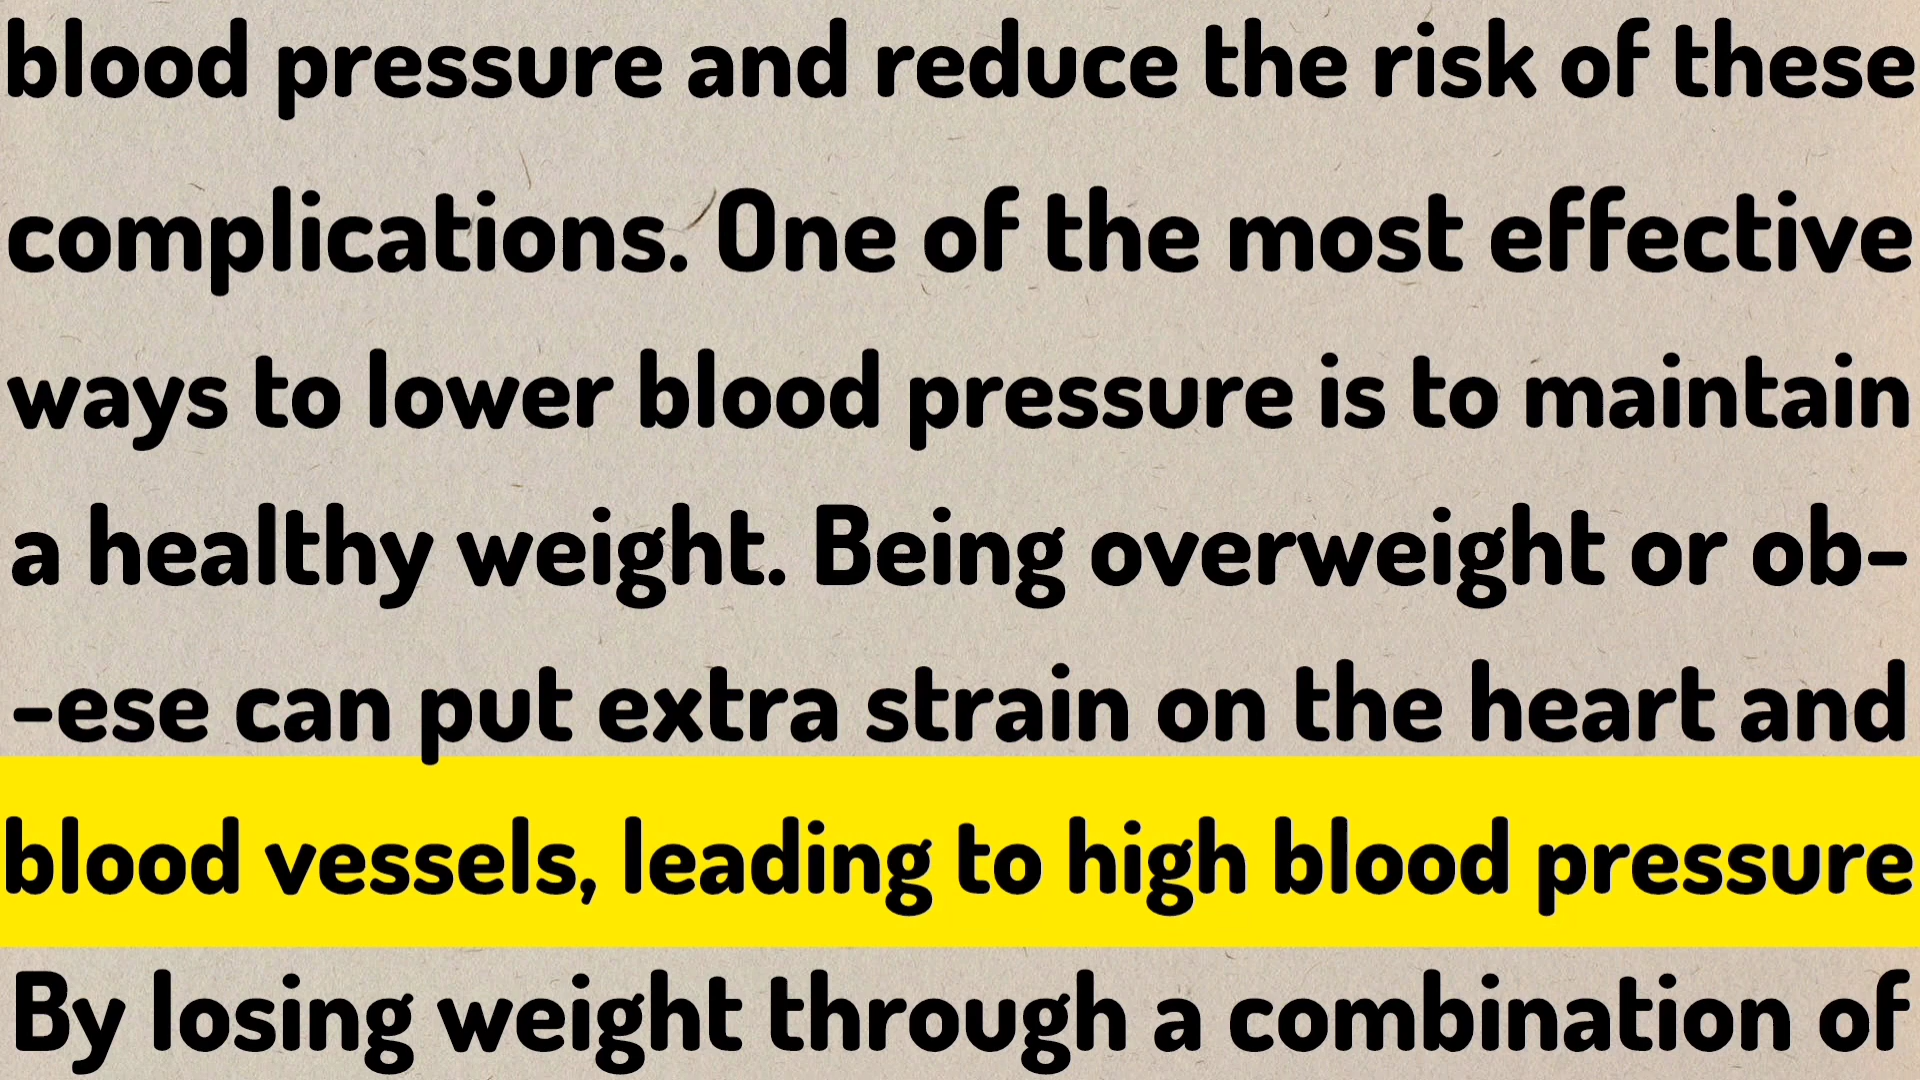 blood pressure and reduce the risk of these
complications. One of the most effective
ways to lower blood pressure is to maintain
a healthy weight. Being overweight or ob-
-ese can put extra strain on the heart and
blood vessels, leading to high blood pressure
By losing weight through a combination of